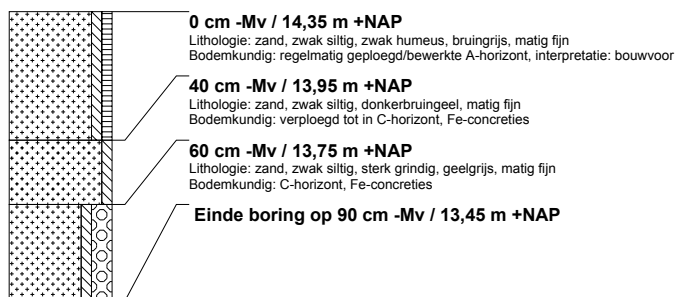 0 cm -Mv / 14,35 m +NAP
Lithologie: zand, zwak siltig, zwak humeus, bruingrijs, matig fijn
Bodemkundig: regelmatig geploegd/bewerkte A-horizont, interpretatie: bouwvoor
40 cm -Mv / 13,95 m +NAP
Lithologie: zand, zwak siltig, donkerbruingeel, matig fijn
Bodemkundig: verploegd tot in C-horizont, Fe-concreties
60 cm -Mv / 13,75 m +NAP
Lithologie: zand, zwak siltig, sterk grindig, geelgrijs, matig fijn
Bodemkundig: C-horizont, Fe-concreties
Einde boring op 90 cm -Mv / 13,45 m +NAP